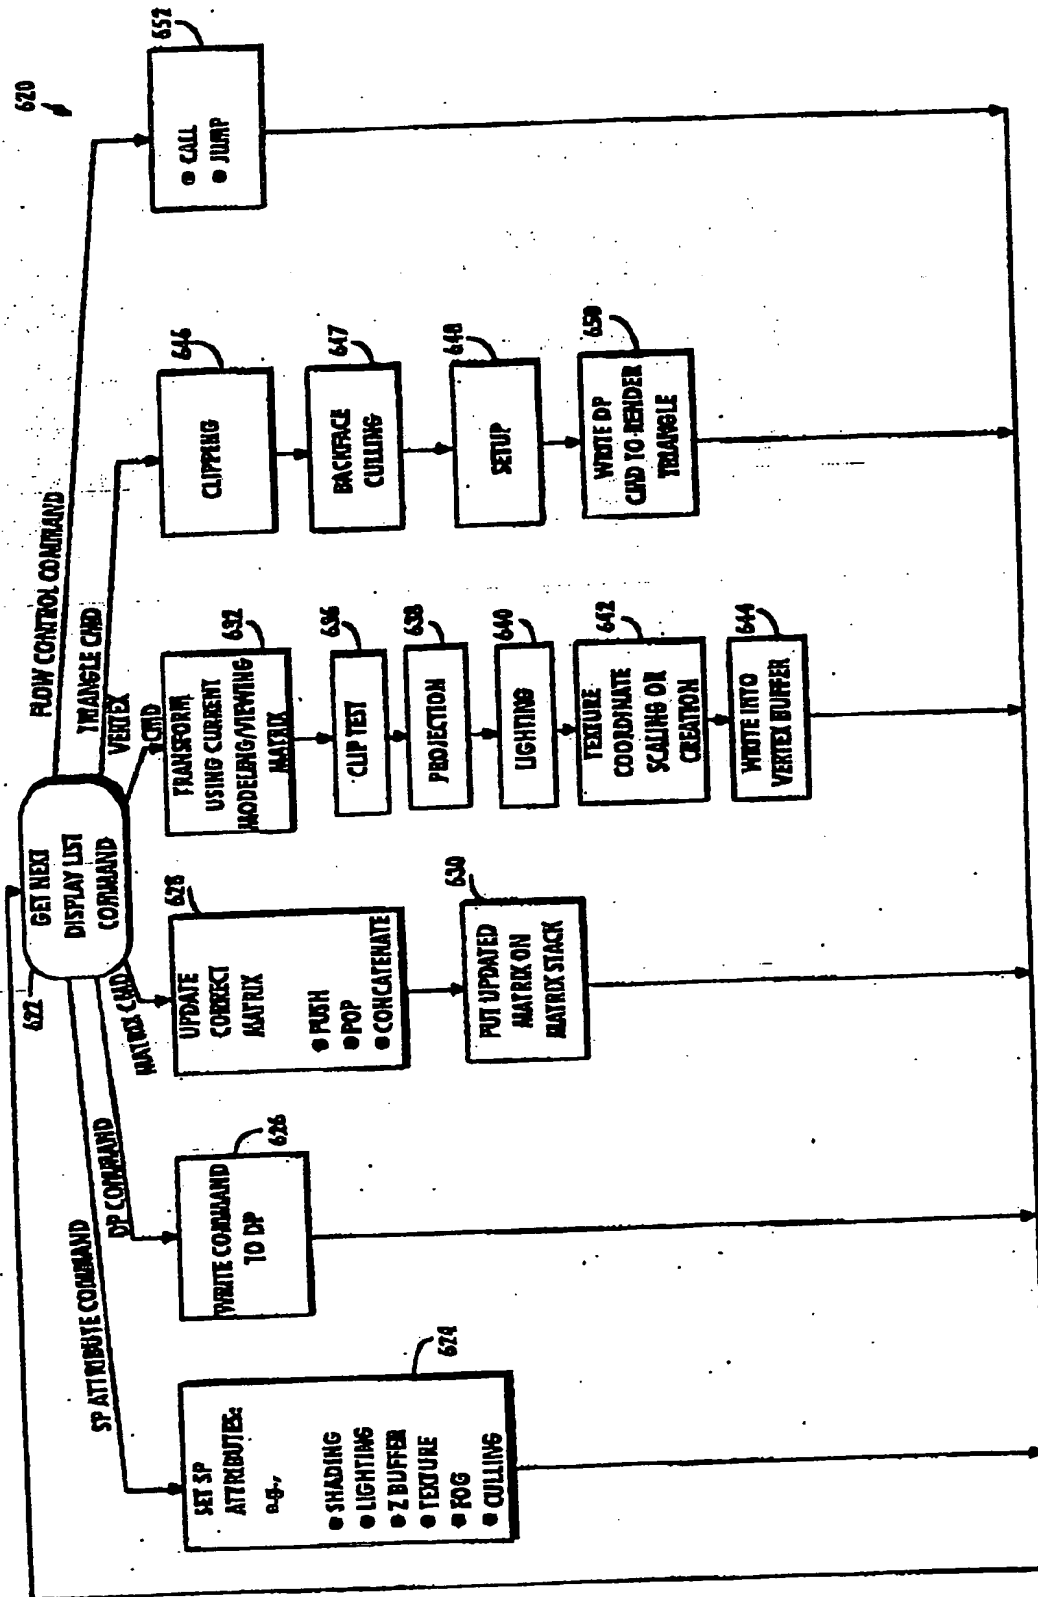 620
GET NEXT
DISPLAY LIST
COMMAND
622
SP ATTRIBUTE COMMAND
DP COMMAND
MATRIX CMD
VERTEX
CMD
TRIANGLE CMD
FLOW CONTROL COMMAND
SET SP
ATTRIBUTES:
e.g.,
● SHADING
● LIGHTING
● Z BUFFER
● TEXTURE
● FOG
● CULLING
624
WRITE COMMAND
TO DP
626
UPDATE
CORRECT
MATRIX
● PUSH
● POP
● CONCATENATE
628
PUT UPDATED
MATRIX ON
MATRIX STACK
630
TRANSFORM
USING CURRENT
MODELING/VIEWING
MATRIX
632
CLIP TEST
636
PROJECTION
638
LIGHTING
640
TEXTURE
COORDINATE
SCALING OR
CREATION
642
WRITE INTO
VERTEX BUFFER
644
CLIPPING
646
BACKFACE
CULLING
647
SETUP
648
WRITE DP
CMD TO RENDER
TRIANGLE
650
● CALL
● JUMP
652